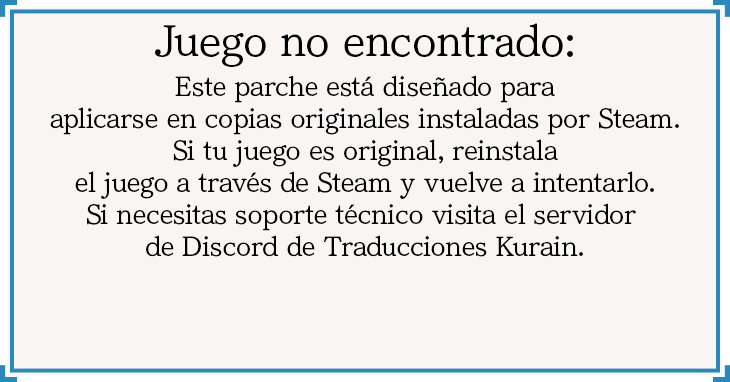 Juego no encontrado:
Este parche está diseñado para
aplicarse en copias originales instaladas por Steam.
Si tu juego es original, reinstala
el juego a través de Steam y vuelve a intentarlo.
Si necesitas soporte técnico visita el servidor
de Discord de Traducciones Kurain.